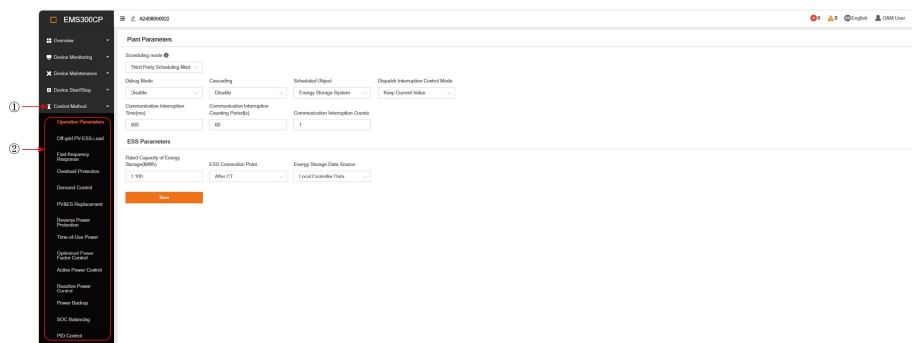 EMS300CP
A2408050022
0
0
English
O&M User
Overview
Device Monitoring
Device Maintenance
Device Start/Stop
① Control Method
②
Operation Parameters
Off-grid PV-ESS-Load
Fast-frequency
Response
Overload Protection
Demand Control
PV&ES Replacement
Reverse Power
Protection
Time-of-Use Power
Optimized Power
Factor Control
Active Power Control
Reactive Power
Control
Power Backup
SOC Balancing
PID Control
Plant Parameters
Scheduling mode
Third Party Scheduling Mod
Debug Mode
Cascading
Scheduled Object
Dispatch Interruption Control Mode
Disable
Disable
Energy Storage System
Keep Current Value
Communication Interruption
Time(ms)
Communication Interruption
Counting Period(s)
Communication Interruption Counts
500
60
1
ESS Parameters
Rated Capacity of Energy
Storage(MWh)
ESS Connection Point
Energy Storage Data Source
1.100
After CT
Local Controller Data
Save